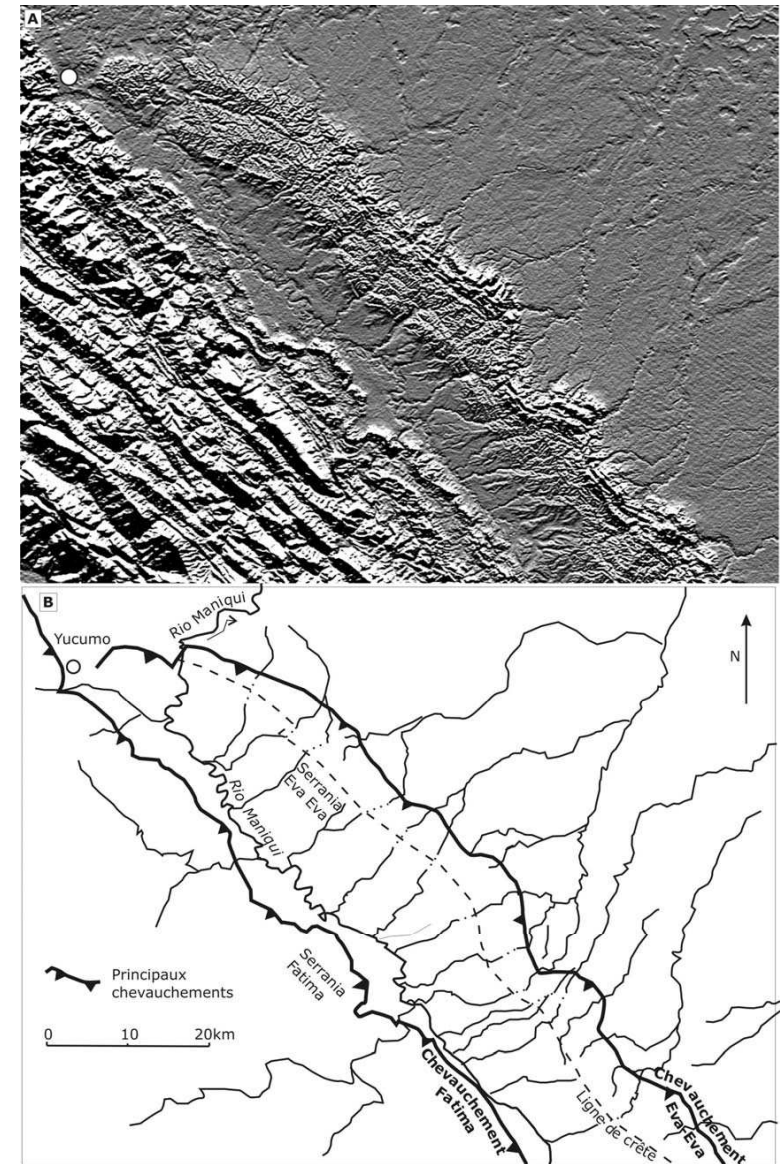 A
B
Rio Maniqui
Yucumo
N
Serrania
Eva Eva
Rio Maniqui
Serrania
Fatima
Principaux
chevauchements
0 10 20km
Chevauchement
Fatima
Chevauchement
Eva-Eva
Ligne de crête